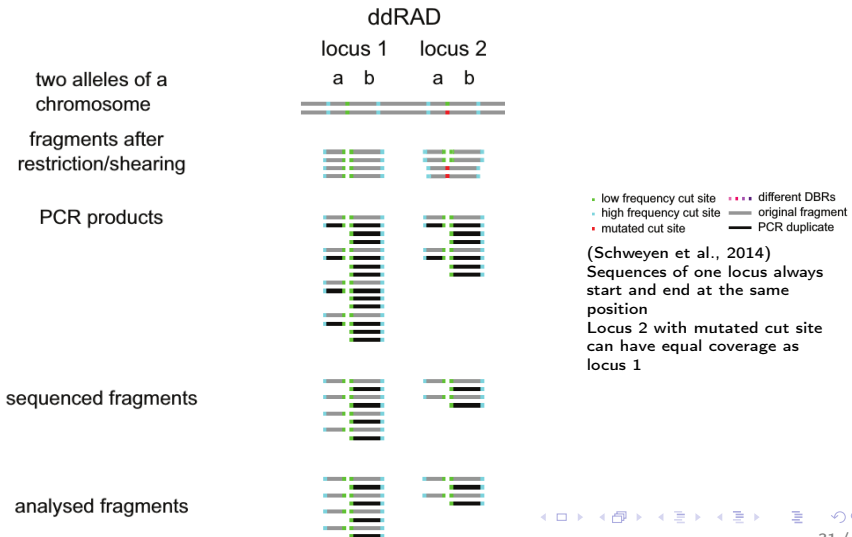 ddRAD
locus 1 locus 2
a b a b
two alleles of a
chromosome
fragments after
restriction/shearing
PCR products
sequenced fragments
analysed fragments
low frequency cut site different DBRs
high frequency cut site original fragment
mutated cut site PCR duplicate
(Schweyen et al., 2014)
Sequences of one locus always
start and end at the same
position
Locus 2 with mutated cut site
can have equal coverage as
locus 1